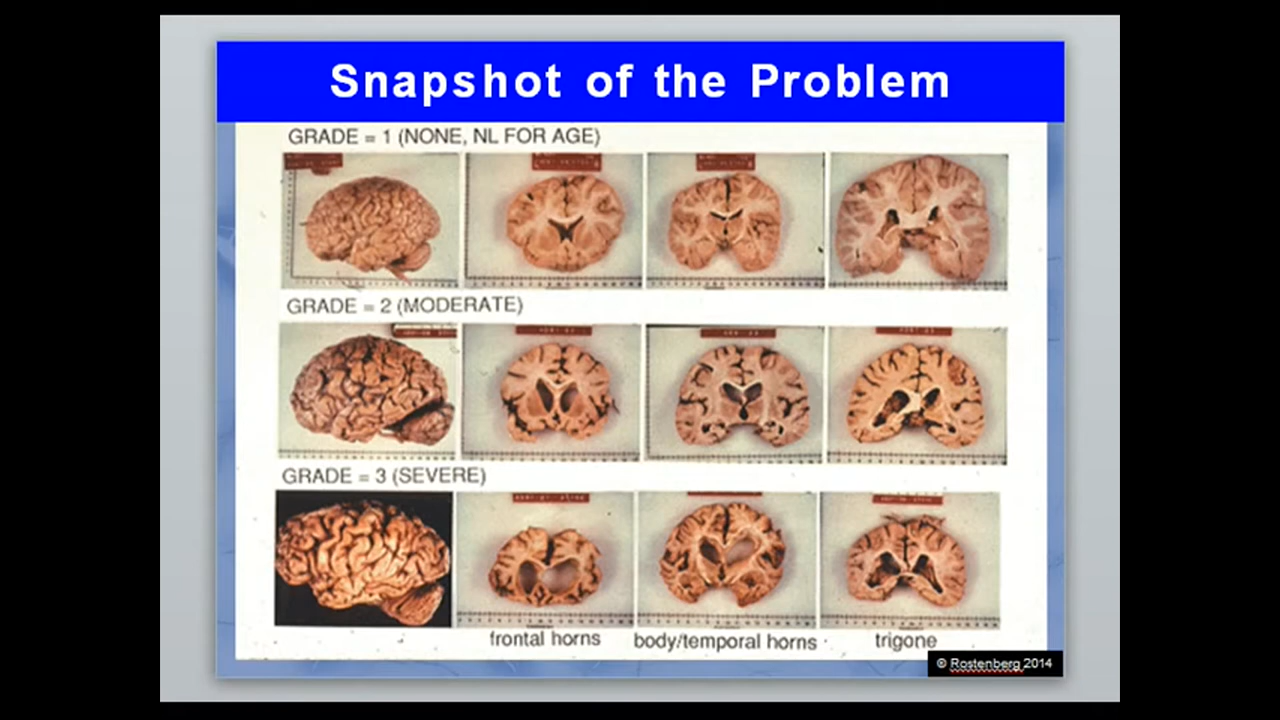 Snapshot of the Problem
GRADE = 1 (NONE, NL FOR AGE)
GRADE = 2 (MODERATE)
GRADE = 3 (SEVERE)
frontal horns
body/temporal horns
trigone
© Rostenberg 2014